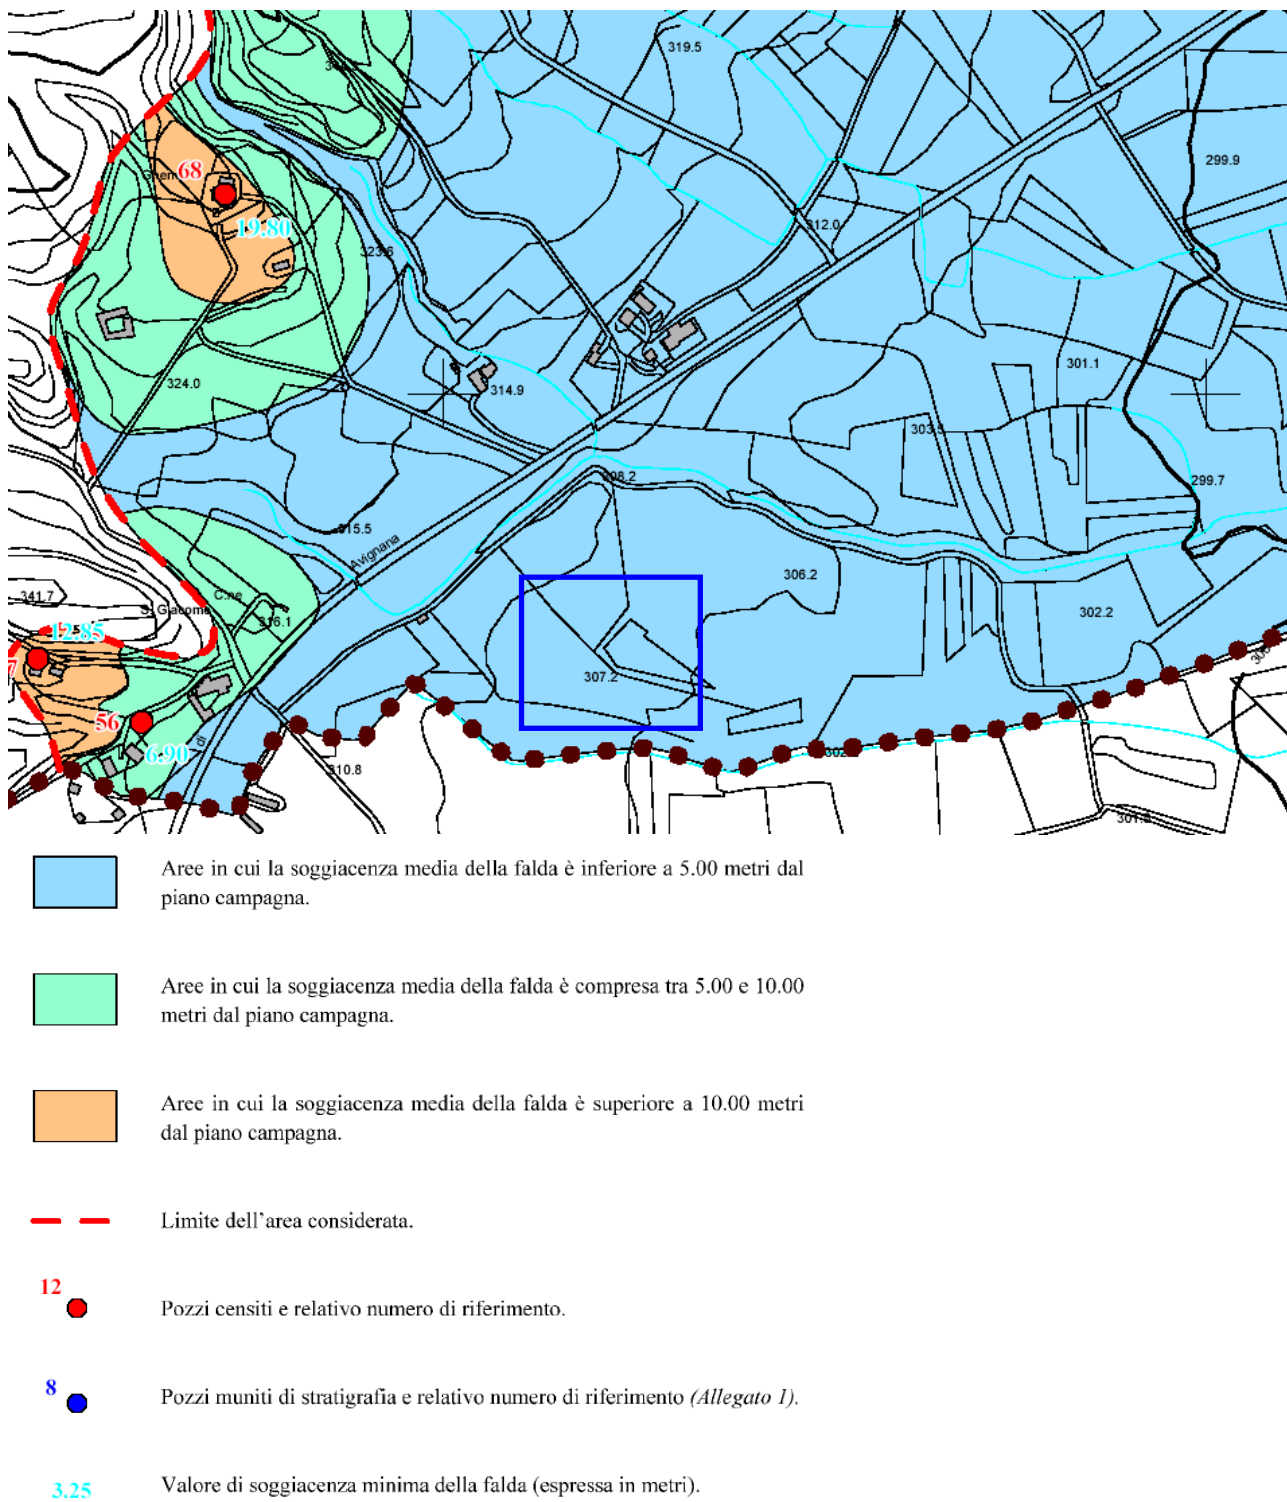 319.5
299.9
68
19.80
323.6
312.0
324.0
314.9
301.1
303.5
308.2
299.7
315.5
Avignana
306.2
341.7
C.ne
S. Giacomo
316.1
302.2
12.85
7
307.2
56
6.90
di
310.8
Aree in cui la soggiacenza media della falda è inferiore a 5.00 metri dal
piano campagna.
Aree in cui la soggiacenza media della falda è compresa tra 5.00 e 10.00
metri dal piano campagna.
Aree in cui la soggiacenza media della falda è superiore a 10.00 metri
dal piano campagna.
Limite dell'area considerata.
12
Pozzi censiti e relativo numero di riferimento.
8
Pozzi muniti di stratigrafia e relativo numero di riferimento (Allegato 1).
3.25
Valore di soggiacenza minima della falda (espressa in metri).